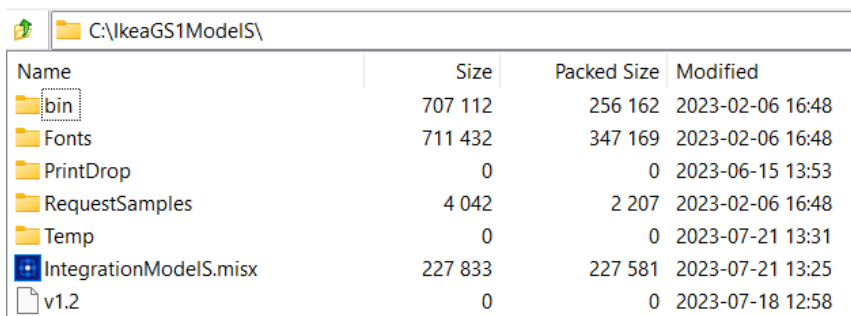 C:\IkeaGS1ModelS\
Name Size Packed Size Modified
bin 707 112 256 162 2023-02-06 16:48
Fonts 711 432 347 169 2023-02-06 16:48
PrintDrop 0 0 2023-06-15 13:53
RequestSamples 4 042 2 207 2023-02-06 16:48
Temp 0 0 2023-07-21 13:31
IntegrationModelS.misx 227 833 227 581 2023-07-21 13:25
v1.2 0 0 2023-07-18 12:58